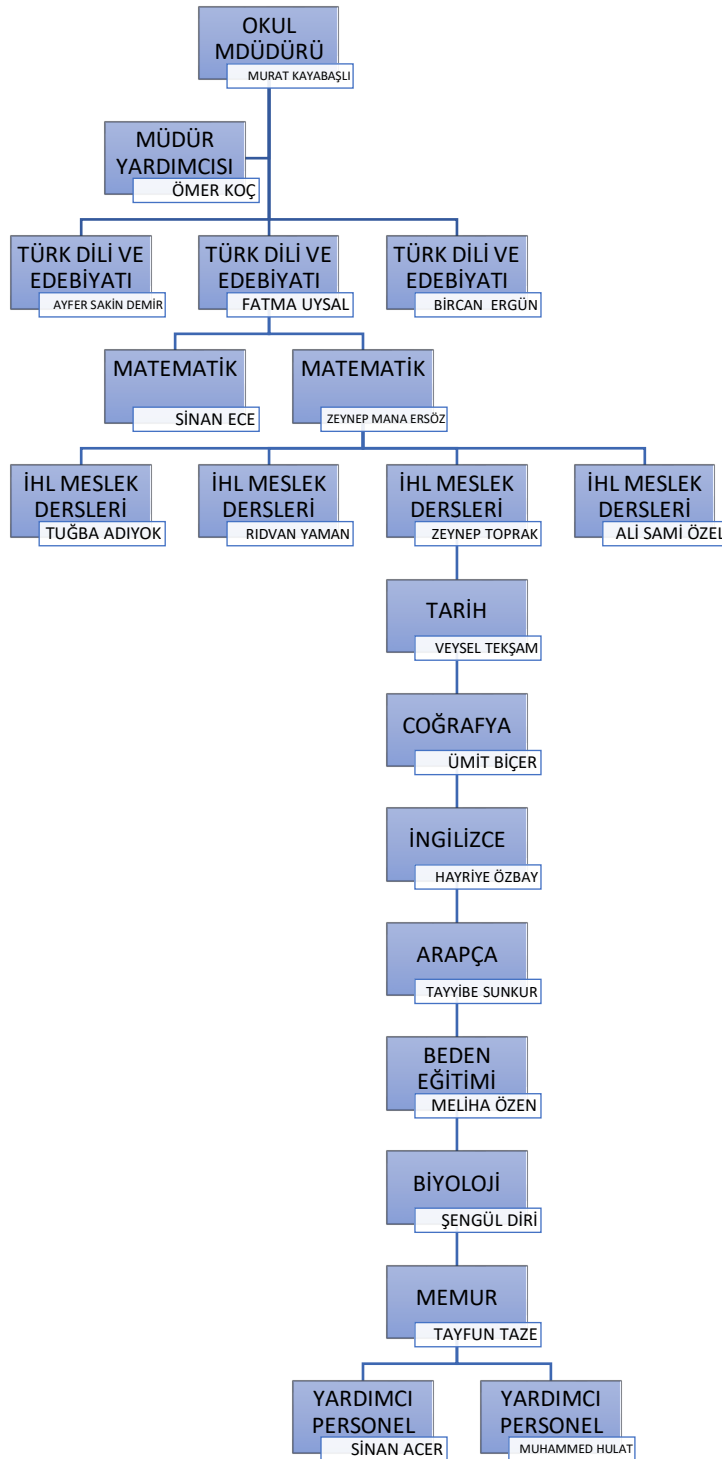 OKUL
MDÜDÜRÜ
MURAT KAYABAŞLI
MÜDÜR
YARDIMCISI
ÖMER KOÇ
TÜRK DİLİ VE
EDEBİYATI
AYFER SAKİN DEMİR
TÜRK DİLİ VE
EDEBİYATI
FATMA UYSAL
TÜRK DİLİ VE
EDEBİYATI
BİRCAN ERGÜN
MATEMATİK
SİNAN ECE
MATEMATİK
ZEYNEP MANA ERSÖZ
İHL MESLEK
DERSLERİ
TUĞBA ADIYOK
İHL MESLEK
DERSLERİ
RIDVAN YAMAN
İHL MESLEK
DERSLERİ
ZEYNEP TOPRAK
İHL MESLEK
DERSLERİ
ALİ SAMİ ÖZEL
TARİH
VEYSEL TEKŞAM
COĞRAFYA
ÜMİT BİÇER
İNGİLİZCE
HAYRİYE ÖZBAY
ARAPÇA
TAYYİBE SUNKUR
BEDEN
EĞİTİMİ
MELİHA ÖZEN
BİYOLOJİ
ŞENGÜL DİRİ
MEMUR
TAYFUN TAZE
YARDIMCI
PERSONEL
SİNAN ACER
YARDIMCI
PERSONEL
MUHAMMED HULAT